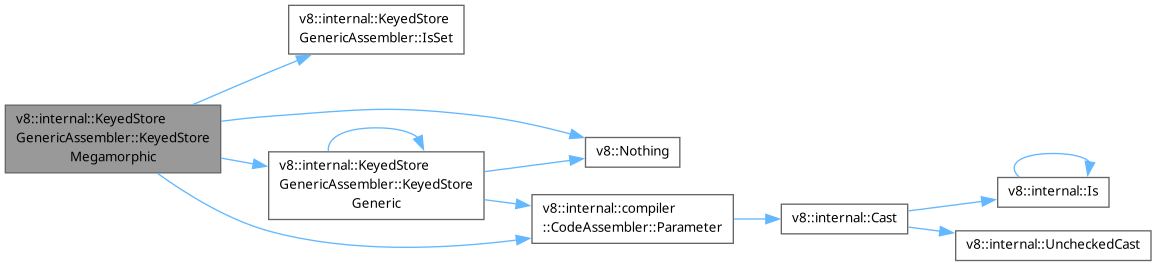 v8::internal::KeyedStore
GenericAssembler::IsSet
v8::internal::KeyedStore
GenericAssembler::KeyedStore
Megamorphic
v8::Nothing
v8::internal::KeyedStore
GenericAssembler::KeyedStore
Generic
v8::internal::compiler
::CodeAssembler::Parameter
v8::internal::Cast
v8::internal::Is
v8::internal::UncheckedCast